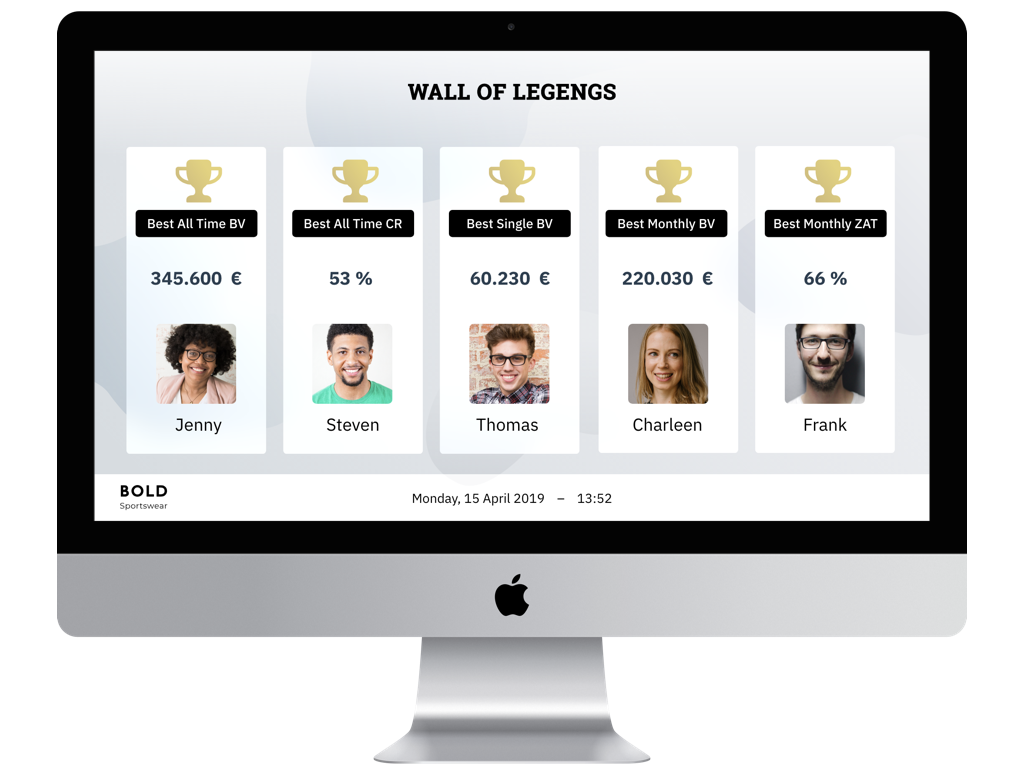 WALL OF LEGENGS
Best All Time BV
345.600 €
Jenny
Best All Time CR
53 %
Steven
Best Single BV
60.230 €
Thomas
Best Monthly BV
220.030 €
Charleen
Best Monthly ZAT
66 %
Frank
BOLD
Sportswear
Monday, 15 April 2019 – 13:52